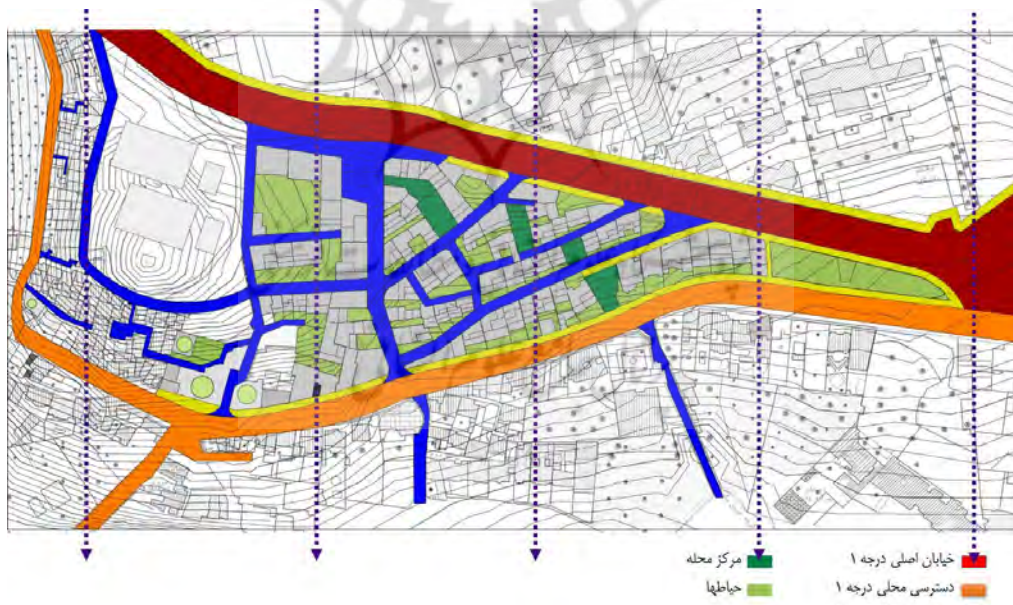 خیابان اصلی درجه ۱
مرکز محله
دسترسی محلی درجه ۱
حیاطها